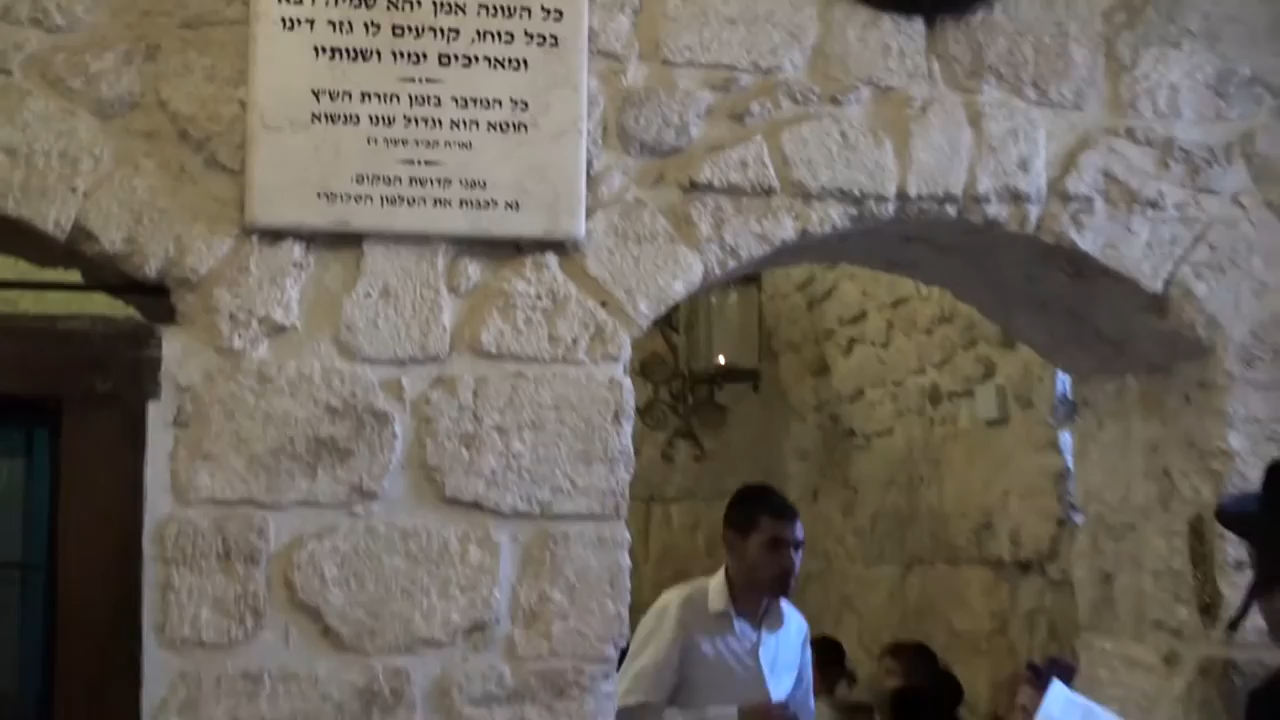 כל העונה אמן יהא שמיה רבא
בכל כוחו, קורעים לו גזר דינו
ומאריכים ימיו ושנותיו
כל המדבר בזמן חזרת הש״ץ
חוטא הוא וגדול עונו מנשוא
מפני קדושת המקום:
נא לכבות את הטלפון הסלולרי